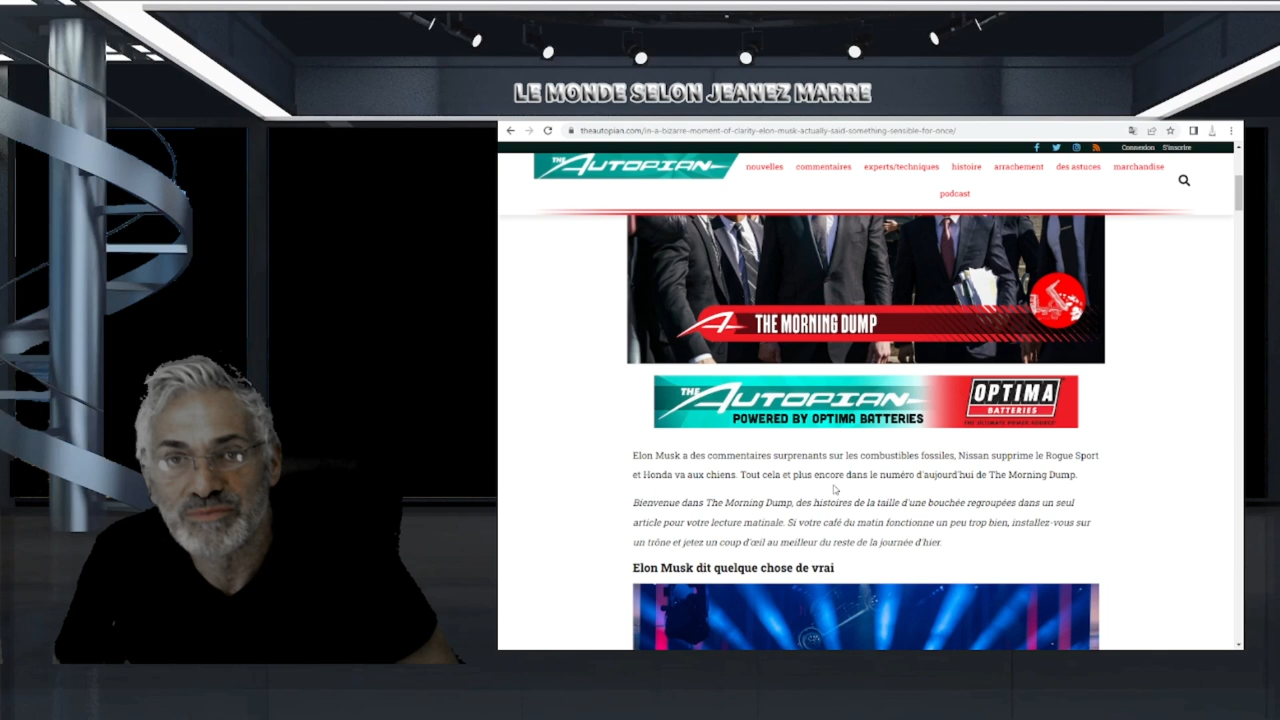 LE MONDE SELON JEANEZ MARRE
theautopian.com/in-a-bizarre-moment-of-clarity-elon-musk-actually-said-something-sensible-for-once/
Connexion S'inscrire
THE AUTOPIAN
nouvelles commentaires experts/techniques histoire arrachement des astuces marchandise
podcast
THE MORNING DUMP
THE AUTOPIAN
POWERED BY OPTIMA BATTERIES
OPTIMA
BATTERIES
THE ULTIMATE POWER SOURCE
Elon Musk a des commentaires surprenants sur les combustibles fossiles, Nissan supprime le Rogue Sport
et Honda va aux chiens. Tout cela et plus encore dans le numéro d'aujourd'hui de The Morning Dump.
Bienvenue dans The Morning Dump, des histoires de la taille d'une bouchée regroupées dans un seul
article pour votre lecture matinale. Si votre café du matin fonctionne un peu trop bien, installez-vous sur
un trône et jetez un coup d'œil au meilleur du reste de la journée d'hier.
Elon Musk dit quelque chose de vrai